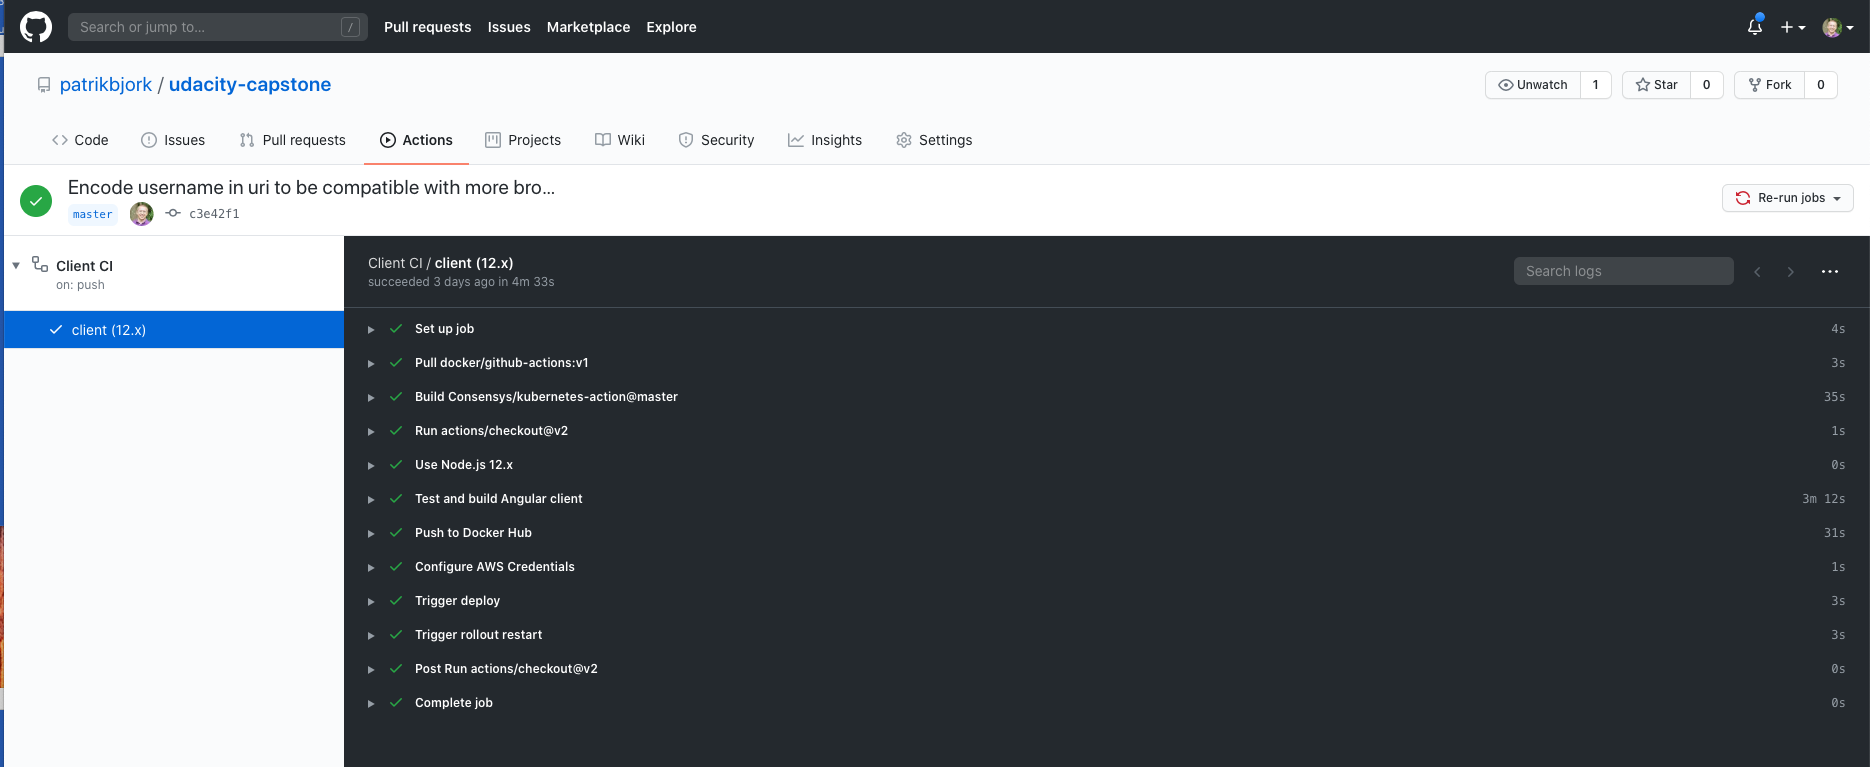 Search or jump to... / Pull requests Issues Marketplace Explore
patrikbjork / udacity-capstone Unwatch 1 Star 0 Fork 0
Code Issues Pull requests Actions Projects Wiki Security Insights Settings
Encode username in uri to be compatible with more bro...
master c3e42f1 Re-run jobs
Client CI
on: push
client (12.x)
Client CI / client (12.x)
succeeded 3 days ago in 4m 33s
Search logs
Set up job 4s
Pull docker/github-actions:v1 3s
Build Consensys/kubernetes-action@master 35s
Run actions/checkout@v2 1s
Use Node.js 12.x 0s
Test and build Angular client 3m 12s
Push to Docker Hub 31s
Configure AWS Credentials 1s
Trigger deploy 3s
Trigger rollout restart 3s
Post Run actions/checkout@v2 0s
Complete job 0s